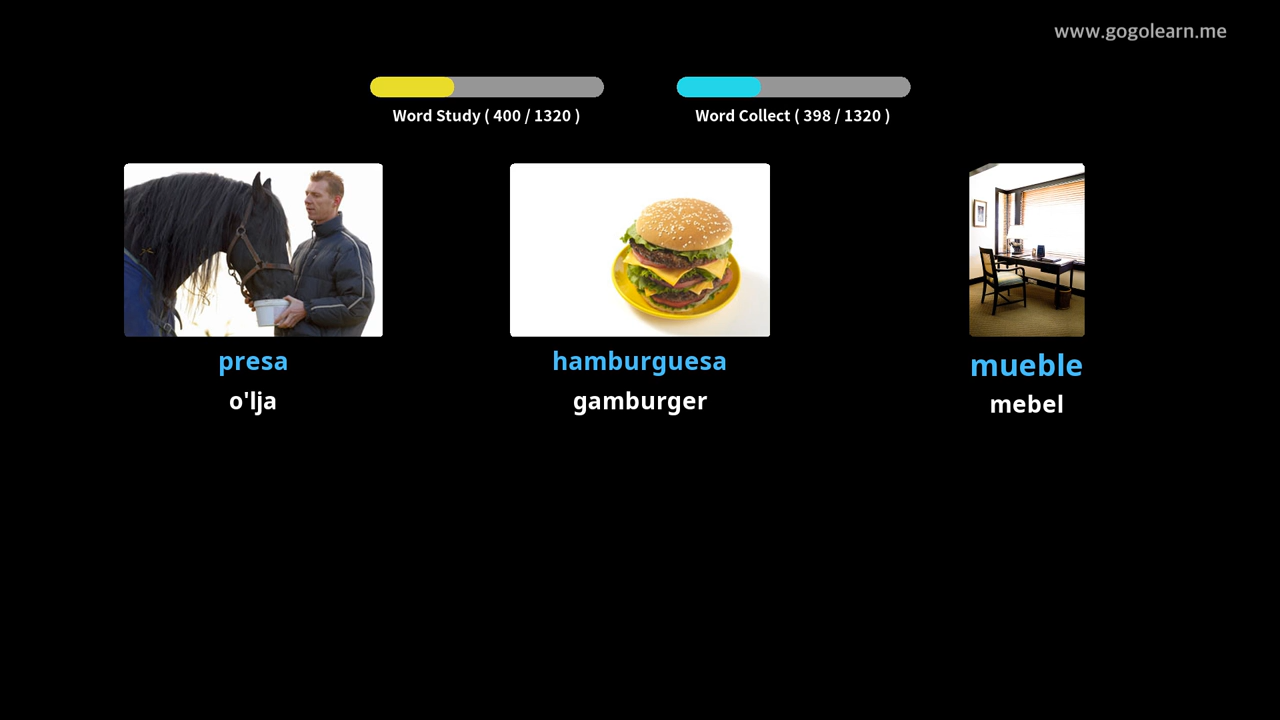 www.gogolearn.me
Word Study ( 400 / 1320 )
Word Collect ( 398 / 1320 )
presa
o'lja
hamburguesa
gamburger
mueble
mebel